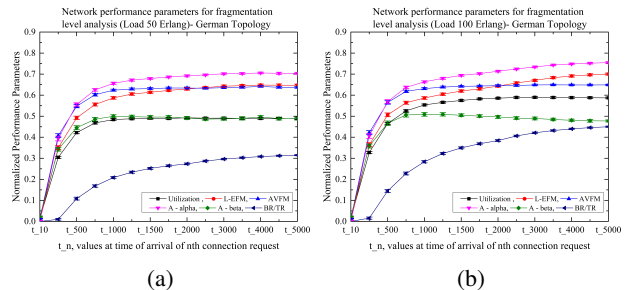 Network performance parameters for fragmentation
level analysis (Load 50 Erlang)- German Topology
Normalized Performance Parameters
0.9
0.8
0.7
0.6
0.5
0.4
0.3
0.2
0.1
0.0
Utilization , L-EFM, AVFM
A - alpha, A - beta, BR/TR
t_10 t_500 t_1000 t_2000 t_3000 t_4000 t_5000
t_n, values at time of arrival of nth connection request
(a)
Network performance parameters for fragmentation
level analysis (Load 100 Erlang)- German Topology
Normalized Performance Parameters
0.9
0.8
0.7
0.6
0.5
0.4
0.3
0.2
0.1
0.0
Utilization , L-EFM, AVFM
A - alpha, A - beta, BR/TR
t_10 t_500 t_1000 t_2000 t_3000 t_4000 t_5000
t_n, values at time of arrival of nth connection request
(b)